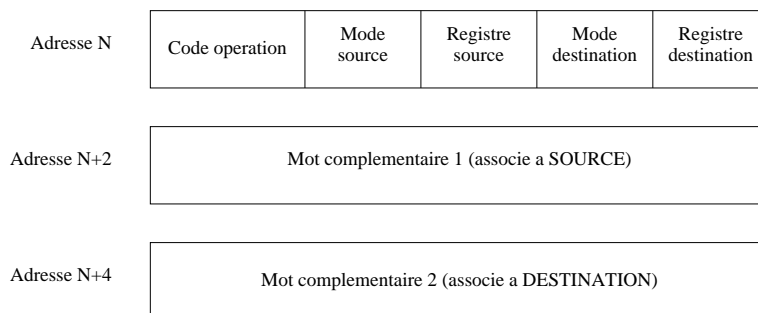 Adresse N
Code operation
Mode
source
Registre
source
Mode
destination
Registre
destination
Adresse N+2
Mot complementaire 1 (associe a SOURCE)
Adresse N+4
Mot complementaire 2 (associe a DESTINATION)